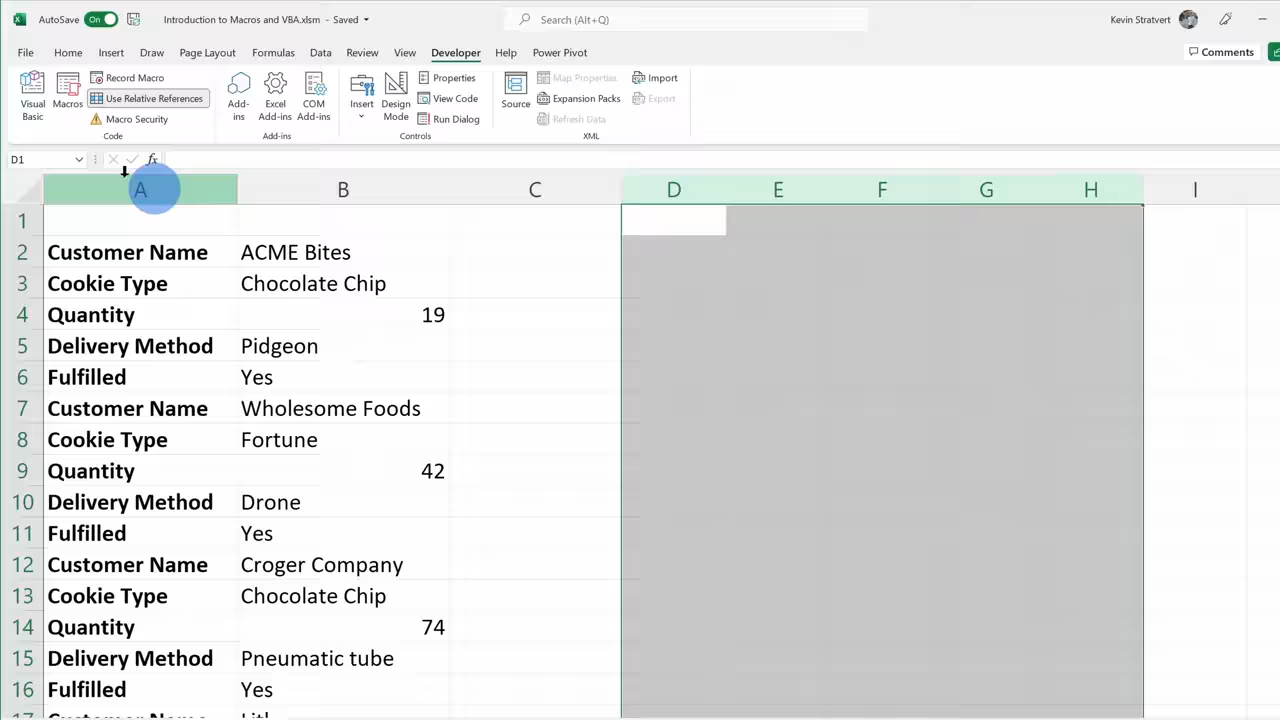 AutoSave On Introduction to Macros and VBA.xlsm - Saved Search (Alt+Q) Kevin Stratvert
File Home Insert Draw Page Layout Formulas Data Review View Developer Help Power Pivot Comments
Visual Basic
Macros
Record Macro
Use Relative References
Macro Security
Code
Add-ins
Excel Add-ins
COM Add-ins
Add-ins
Insert
Design Mode
Properties
View Code
Run Dialog
Controls
Source
Map Properties
Expansion Packs
Refresh Data
Import
Export
XML
D1 fx
A B C D E F G H I
1
2 Customer Name ACME Bites
3 Cookie Type Chocolate Chip
4 Quantity 19
5 Delivery Method Pidgeon
6 Fulfilled Yes
7 Customer Name Wholesome Foods
8 Cookie Type Fortune
9 Quantity 42
10 Delivery Method Drone
11 Fulfilled Yes
12 Customer Name Croger Company
13 Cookie Type Chocolate Chip
14 Quantity 74
15 Delivery Method Pneumatic tube
16 Fulfilled Yes
17 Customer Name